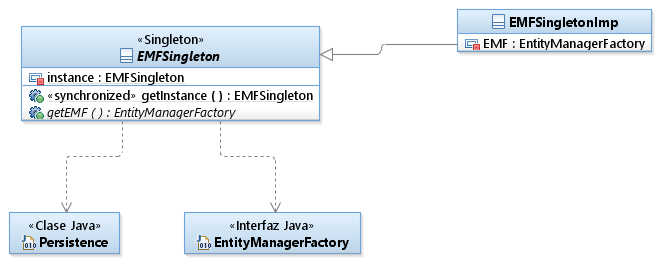 «Singleton»
EMFSingleton
instance : EMFSingleton
«synchronized» getInstance ( ) : EMFSingleton
getEMF ( ) : EntityManagerFactory
EMFSingletonImp
EMF : EntityManagerFactory
«Clase Java»
Persistence
«Interfaz Java»
EntityManagerFactory